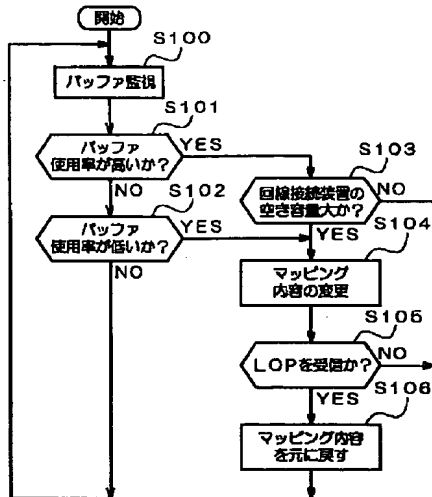 開始
S100
バッファ監視
S101
バッファ
使用率が高いか?
YES
NO
S102
バッファ
使用率が低いか?
YES
NO
S103
回線接続装置の
空き容量大か?
NO
YES
S104
マッピング
内容の変更
S105
LOPを受信か?
NO
YES
S106
マッピング内容
を元に戻す